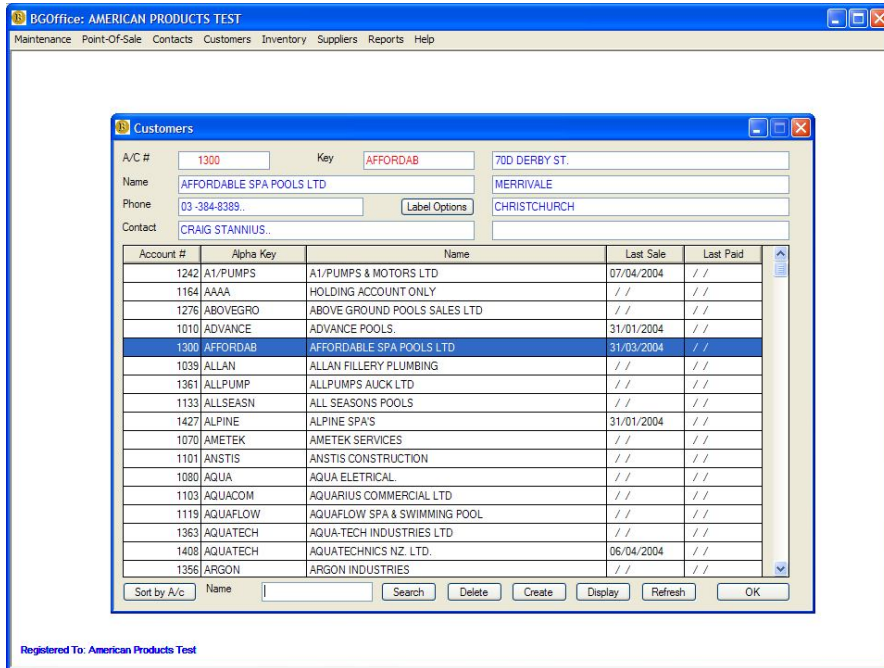 BGOffice: AMERICAN PRODUCTS TEST
Maintenance Point-Of-Sale Contacts Customers Inventory Suppliers Reports Help
Customers
A/C # 1300 Key AFFORDAB 70D DERBY ST.
Name AFFORDABLE SPA POOLS LTD MERRIVALE
Phone 03 -384-8389.. Label Options CHRISTCHURCH
Contact CRAIG STANNIUS..
Account # Alpha Key Name Last Sale Last Paid
1242 A1/PUMPS A1/PUMPS & MOTORS LTD 07/04/2004 / /
1164 AAAA HOLDING ACCOUNT ONLY / / / /
1276 ABOVEGRO ABOVE GROUND POOLS SALES LTD / / / /
1010 ADVANCE ADVANCE POOLS. 31/01/2004 / /
1300 AFFORDAB AFFORDABLE SPA POOLS LTD 31/03/2004 / /
1039 ALLAN ALLAN FILLERY PLUMBING / / / /
1361 ALLPUMP ALLPUMPS AUCK LTD / / / /
1133 ALLSEASN ALL SEASONS POOLS / / / /
1427 ALPINE ALPINE SPA'S 31/01/2004 / /
1070 AMETEK AMETEK SERVICES / / / /
1101 ANSTIS ANSTIS CONSTRUCTION / / / /
1080 AQUA AQUA ELETRICAL. / / / /
1103 AQUACOM AQUARIUS COMMERCIAL LTD / / / /
1119 AQUAFLOW AQUAFLOW SPA & SWIMMING POOL / / / /
1363 AQUATECH AQUA-TECH INDUSTRIES LTD / / / /
1408 AQUATECH AQUATECHNICS NZ. LTD. 06/04/2004 / /
1356 ARGON ARGON INDUSTRIES / / / /
Sort by A/c Name Search Delete Create Display Refresh OK
Registered To: American Products Test